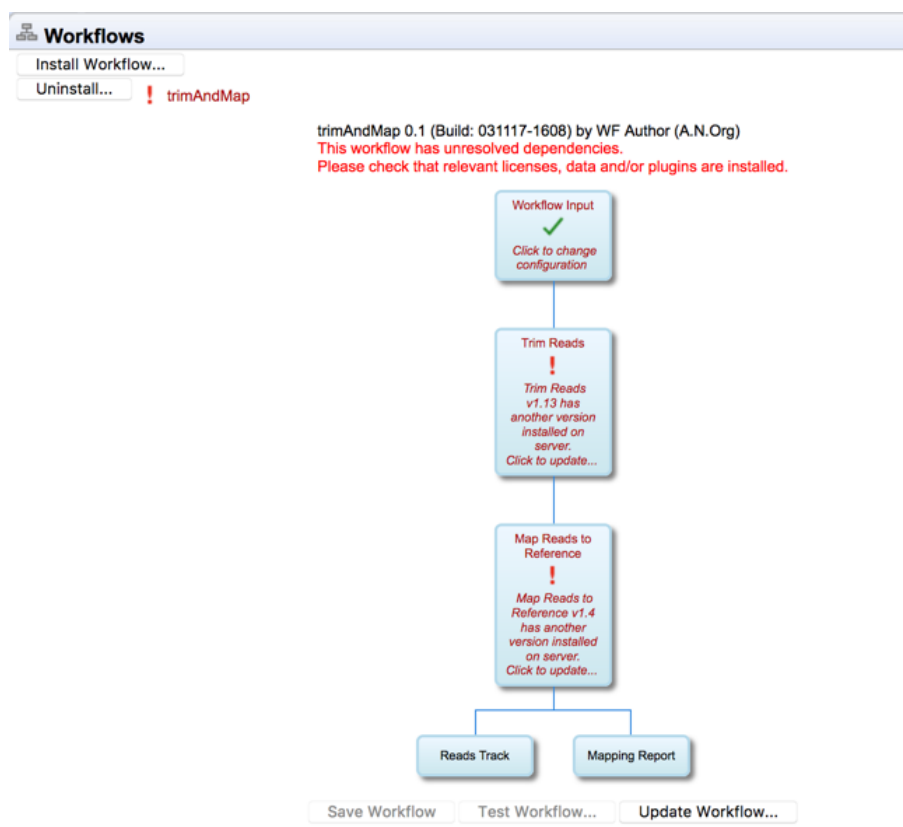 Workflows
Install Workflow...
Uninstall...
trimAndMap
trimAndMap 0.1 (Build: 031117-1608) by WF Author (A.N.Org)
This workflow has unresolved dependencies.
Please check that relevant licenses, data and/or plugins are installed.
Workflow Input
Click to change
configuration
Trim Reads
Trim Reads
v1.13 has
another version
installed on
server.
Click to update...
Map Reads to
Reference
Map Reads to
Reference v1.4
has another
version installed
on server.
Click to update...
Reads Track
Mapping Report
Save Workflow
Test Workflow...
Update Workflow...